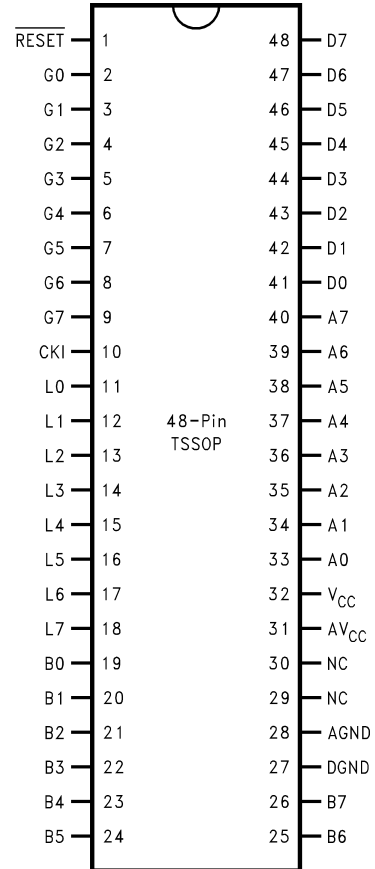 RESET 1 48 D7
G0 2 47 D6
G1 3 46 D5
G2 4 45 D4
G3 5 44 D3
G4 6 43 D2
G5 7 42 D1
G6 8 41 D0
G7 9 40 A7
CKI 10 39 A6
L0 11 38 A5
L1 12 48-Pin 37 A4
TSSOP
L2 13 36 A3
L3 14 35 A2
L4 15 34 A1
L5 16 33 A0
L6 17 32 VCC
L7 18 31 AVCC
B0 19 30 NC
B1 20 29 NC
B2 21 28 AGND
B3 22 27 DGND
B4 23 26 B7
B5 24 25 B6